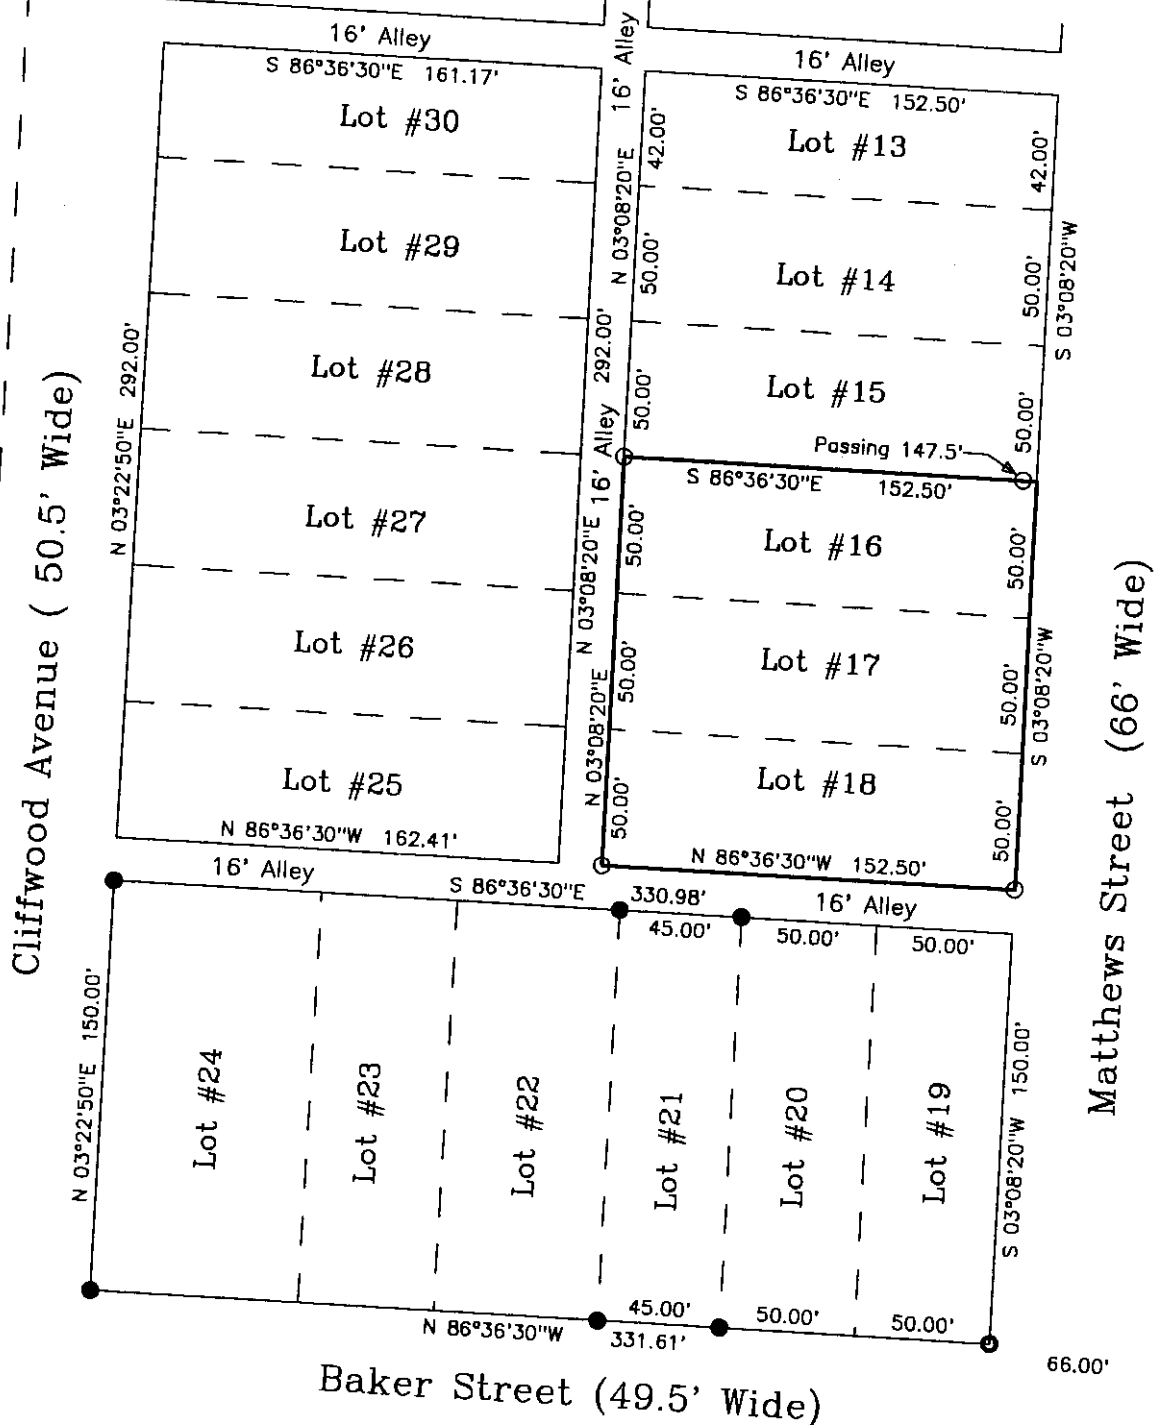 16' Alley
16' Alley
16' Alley
S 86°36'30"E 161.17'
S 86°36'30"E 152.50'
Lot #30
Lot #13
42.00'
42.00'
N 03°08'20"E
Lot #29
Lot #14
50.00'
50.00'
S 03°08'20"W
N 03°22'50"E 292.00'
292.00'
Lot #28
Lot #15
50.00'
50.00'
Cliffwood Avenue ( 50.5' Wide)
16' Alley
Passing 147.5'
S 86°36'30"E 152.50'
Lot #27
Lot #16
50.00'
50.00'
N 03°08'20"E
Lot #26
Lot #17
50.00'
50.00'
S 03°08'20"W
N 03°08'20"E
Matthews Street (66' Wide)
Lot #25
Lot #18
50.00'
50.00'
N 86°36'30"W 162.41'
N 86°36'30"W 152.50'
16' Alley
S 86°36'30"E 330.98'
16' Alley
45.00'
50.00'
50.00'
N 03°22'50"E 150.00'
Lot #24
Lot #23
Lot #22
Lot #21
Lot #20
Lot #19
S 03°08'20"W 150.00'
45.00'
50.00'
50.00'
N 86°36'30"W 331.61'
66.00'
Baker Street (49.5' Wide)